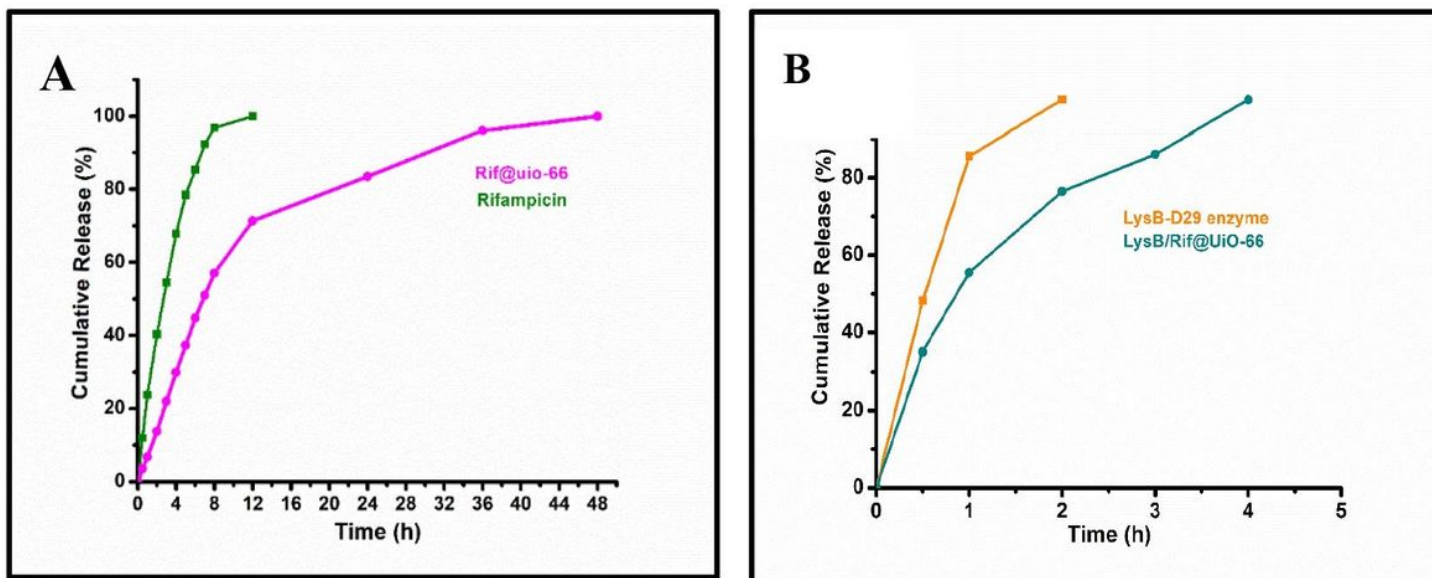 A
Cumulative Release (%)
100
80
60
40
20
0
Rif@uio-66
Rifampicin
0 4 8 12 16 20 24 28 32 36 40 44 48
Time (h)
B
Cumulative Release (%)
80
60
40
20
0
LysB-D29 enzyme
LysB/Rif@UiO-66
0 1 2 3 4 5
Time (h)